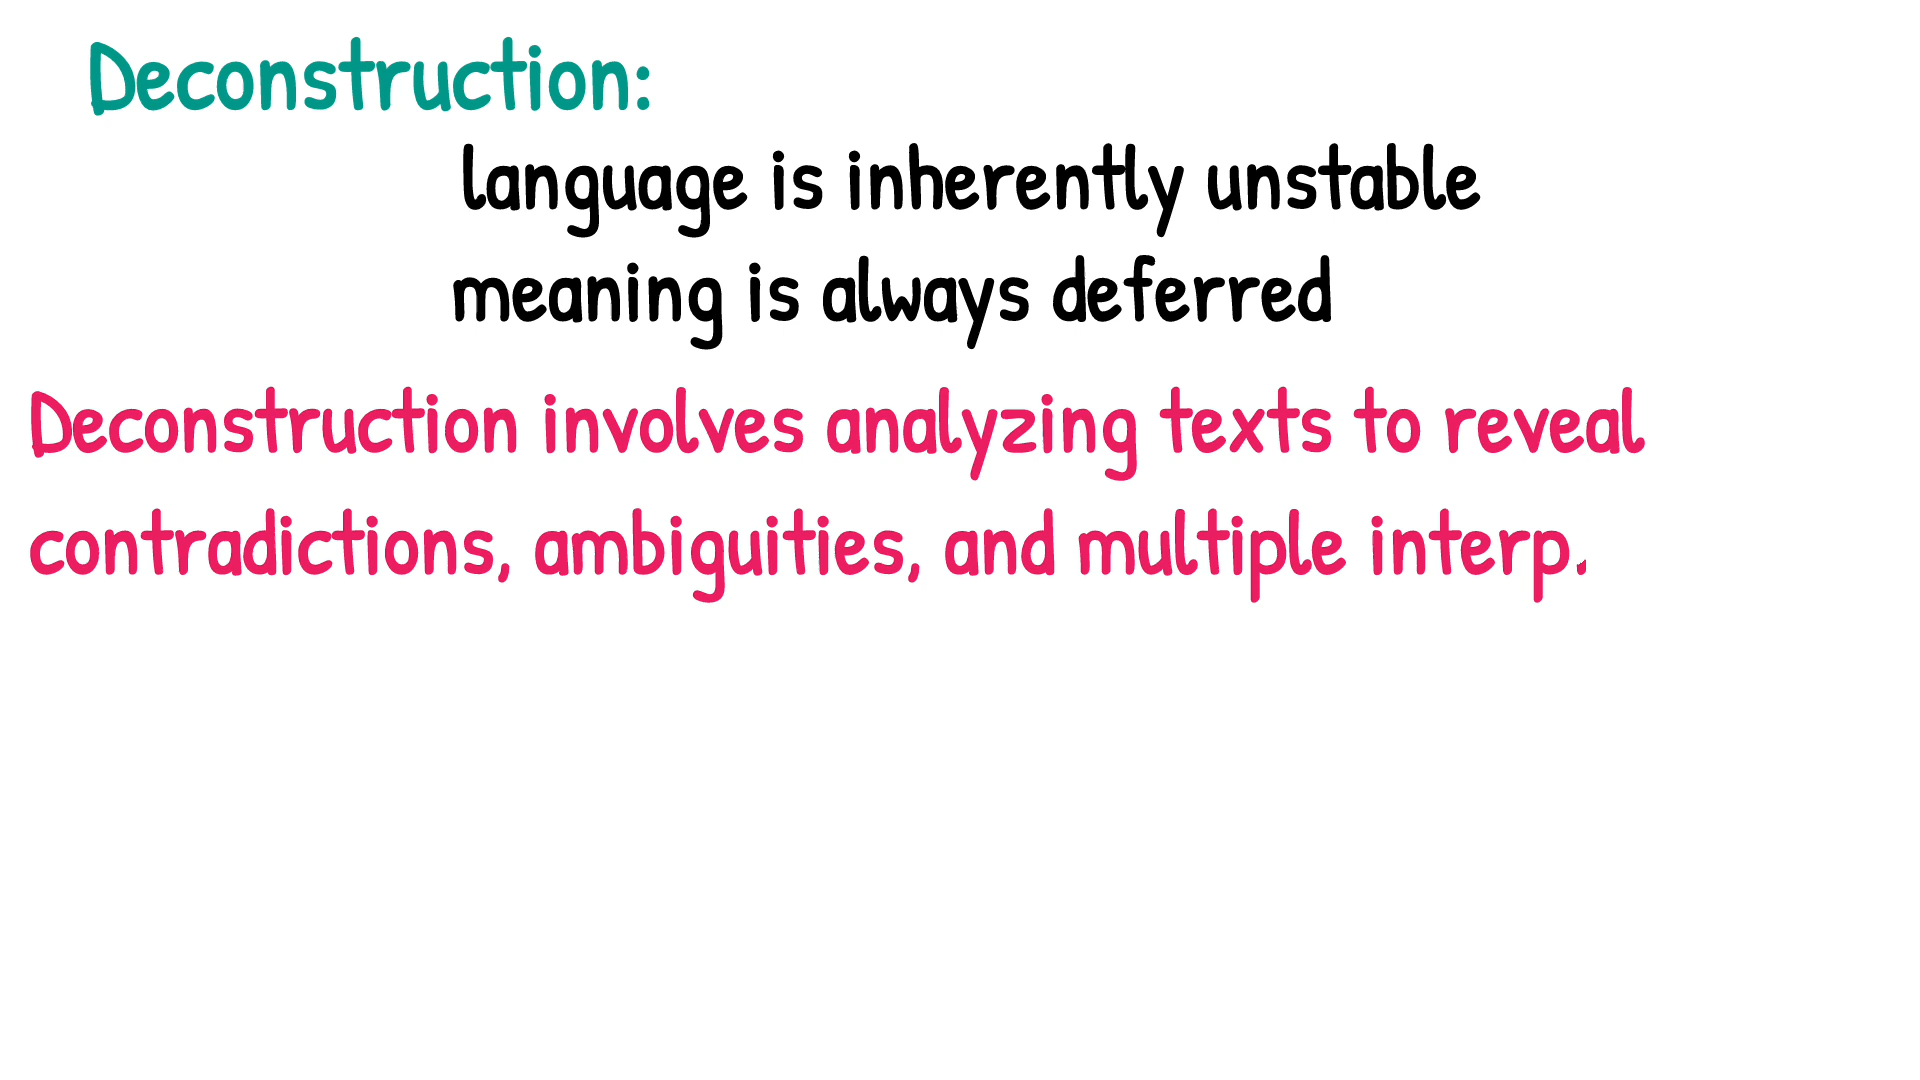 Deconstruction:
language is inherently unstable
meaning is always deferred
Deconstruction involves analyzing texts to reveal
contradictions, ambiguities, and multiple interp.